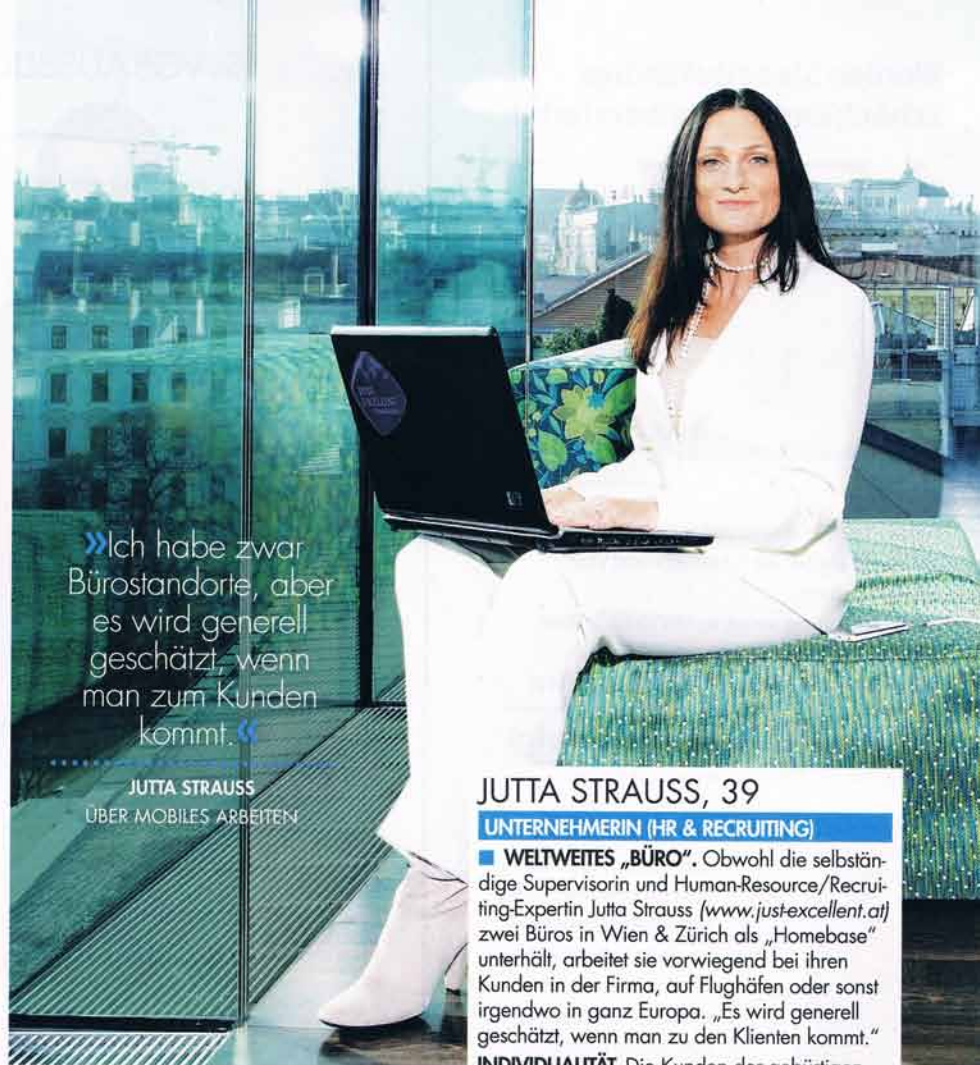 »Ich habe zwar
Bürostandorte, aber
es wird generell
geschätzt, wenn
man zum Kunden
kommt.«
JUTTA STRAUSS
ÜBER MOBILES ARBEITEN
JUTTA STRAUSS, 39
UNTERNEHMERIN (HR & RECRUITING)
■ WELTWEITES „BÜRO“. Obwohl die selbstän-
dige Supervisorin und Human-Resource/Recrui-
ting-Expertin Jutta Strauss (www.just-excellent.at)
zwei Büros in Wien & Zürich als „Homebase“
unterhält, arbeitet sie vorwiegend bei ihren
Kunden in der Firma, auf Flughäfen oder sonst
irgendwo in ganz Europa. „Es wird generell
geschätzt, wenn man zu den Klienten kommt.“
INDIVIDUALITÄT. Die Kunden der gebürtigen